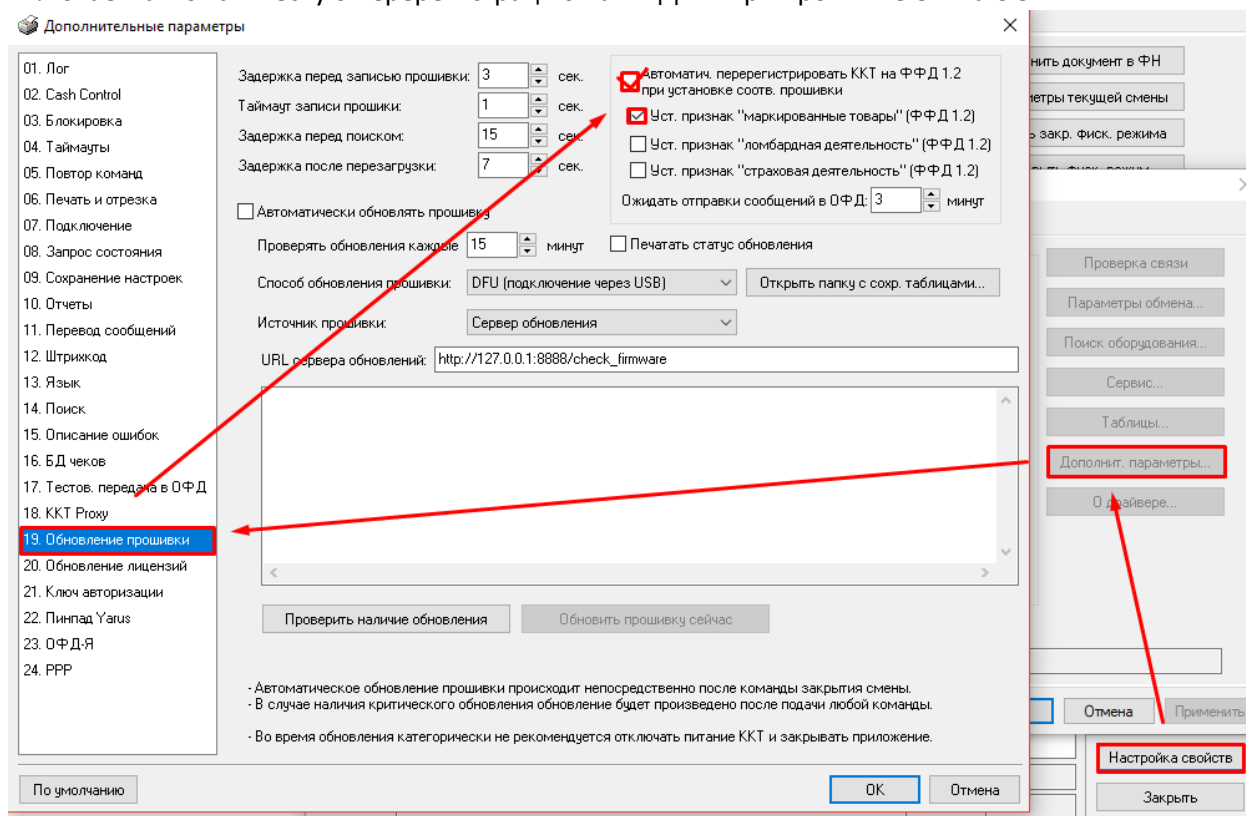 Дополнительные параметры
01. Лог
02. Cash Control
03. Блокировка
04. Таймауты
05. Повтор команд
06. Печать и отрезка
07. Подключение
08. Запрос состояния
09. Сохранение настроек
10. Отчеты
11. Перевод сообщений
12. Штрихкод
13. Язык
14. Поиск
15. Описание ошибок
16. БД чеков
17. Тестов. передача в ОФД
18. ККТ Proxy
19. Обновление прошивки
20. Обновление лицензий
21. Ключ авторизации
22. Пинпад Yarus
23. ОФД-Я
24. PPP
Задержка перед записью прошивки: 3 сек.
Таймаут записи прошики: 1 сек.
Задержка перед поиском: 15 сек.
Задержка после перезагрузки: 7 сек.
Автоматич. перерегистрировать ККТ на ФФД 1.2
при установке соотв. прошивки
Уст. признак "маркированные товары" (ФФД 1.2)
Уст. признак "ломбардная деятельность" (ФФД 1.2)
Уст. признак "страховая деятельность" (ФФД 1.2)
Ожидать отправки сообщений в ОФД: 3 минут
Автоматически обновлять прошивку
Проверять обновления каждые 15 минут
Печатать статус обновления
Способ обновления прошивки: DFU (подключение через USB)
Открыть папку с сохр. таблицами...
Источник прошивки: Сервер обновления
URL сервера обновлений: http://127.0.0.1:8888/check_firmware
Проверить наличие обновления
Обновить прошивку сейчас
- Автоматическое обновление прошивки происходит непосредственно после команды закрытия смены.
- В случае наличия критического обновления обновление будет произведено после подачи любой команды.
- Во время обновления категорически не рекомендуется отключать питание ККТ и закрывать приложение.
По умолчанию
ОК
Отмена
нить документ в ФН
метры текущей смены
закр. фиск. режима
Проверка связи
Параметры обмена...
Поиск оборудования...
Сервис...
Таблицы...
Дополнит. параметры...
О драйвере...
Отмена
Применить
Настройка свойств
Закрыть